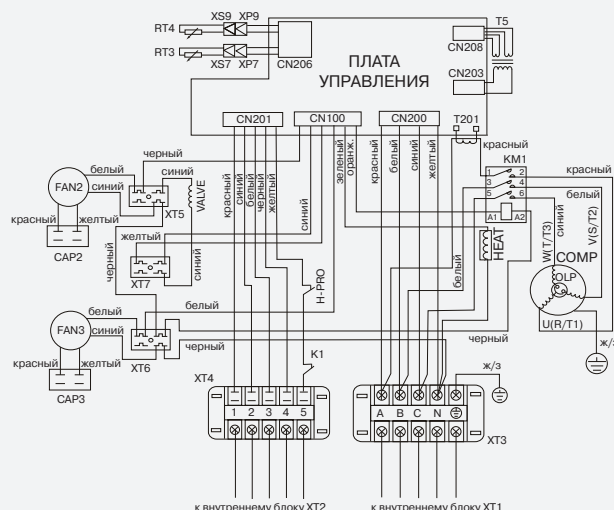 RT4
XS9
XP9
RT3
XS7
XP7
CN206
ПЛАТА
УПРАВЛЕНИЯ
CN208
T5
CN203
CN201
CN100
CN200
T201
черный
синий
красный
KM1
белый
FAN2
синий
красный
желтый
CAP2
XT5
VALVE
красный
синий
белый
черный
желтый
синий
зеленый
оранж.
красный
белый
синий
желтый
1
2
3
4
5
6
A1
A2
красный
белый
синий
W(T/T3)
V(S/T2)
желтый
XT7
синий
черный
H-PRO
белый
HEAT
COMP
OLP
U(R/T1)
белый
FAN3
синий
красный
желтый
CAP3
XT6
белый
черный
черный
ж/з
K1
XT4
1
2
3
4
5
ж/з
A
B
C
N
XT3
к внутреннему блоку XT2
к внутреннему блоку XT1